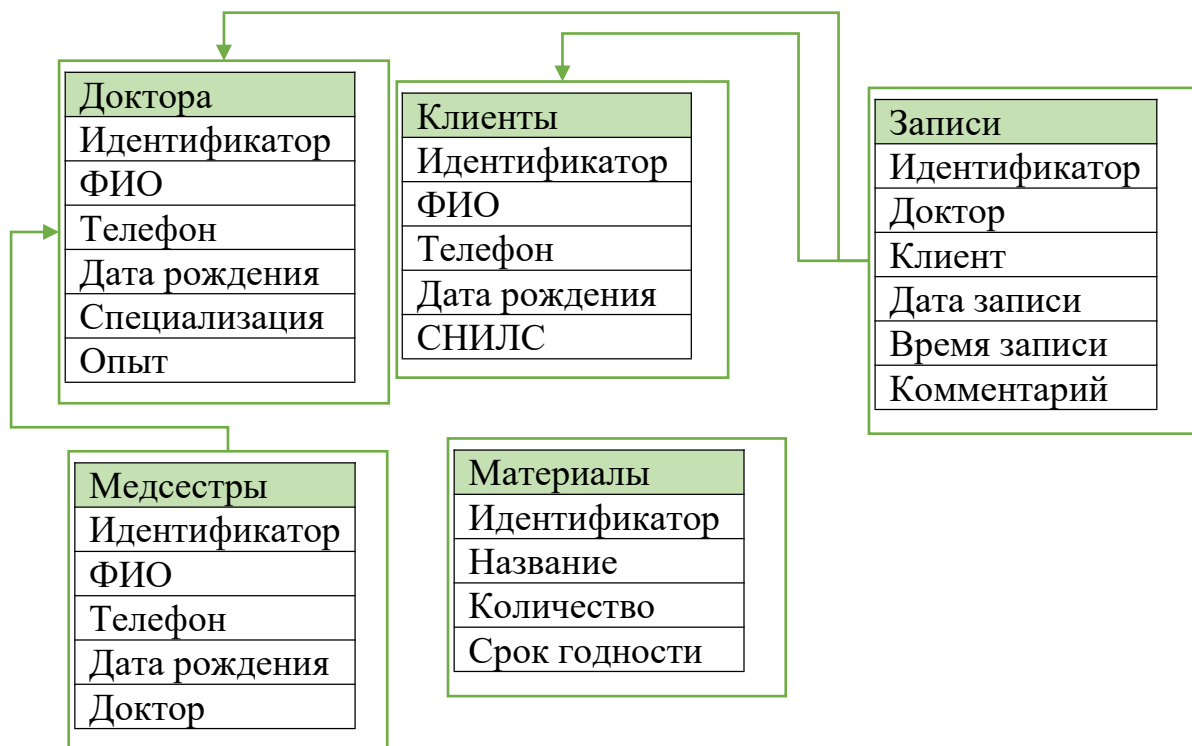 Доктора
Идентификатор
ФИО
Телефон
Дата рождения
Специализация
Опыт
Клиенты
Идентификатор
ФИО
Телефон
Дата рождения
СНИЛС
Записи
Идентификатор
Доктор
Клиент
Дата записи
Время записи
Комментарий
Медсестры
Идентификатор
ФИО
Телефон
Дата рождения
Доктор
Материалы
Идентификатор
Название
Количество
Срок годности